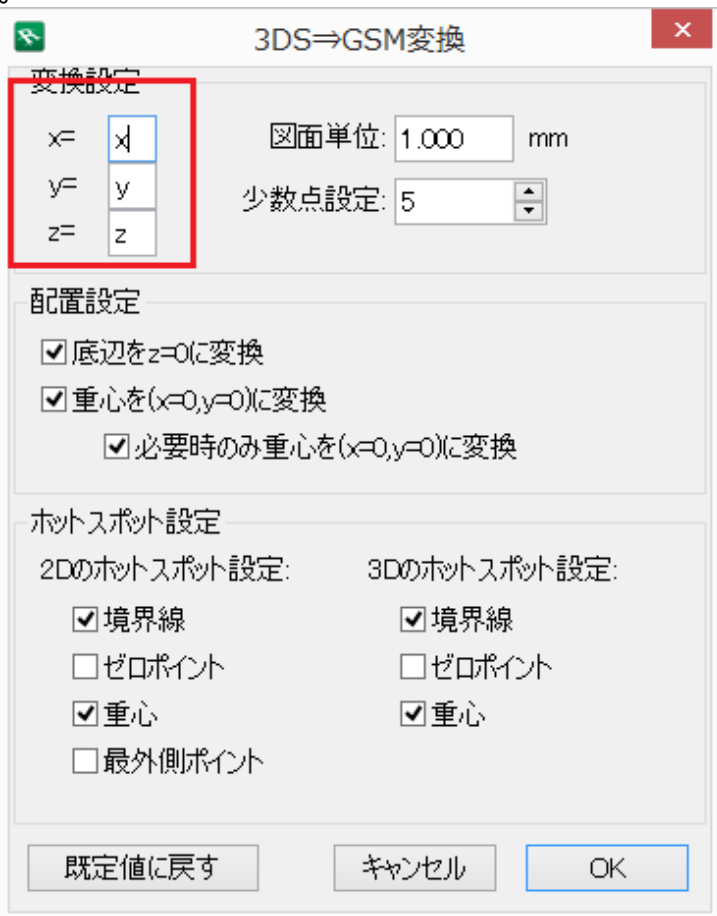 3DS⇒GSM変換
×
変換設定
x= x
図面単位: 1.000 mm
y= y
少数点設定: 5
z= z
配置設定
底辺をz=0に変換
重心を(x=0,y=0)に変換
必要時のみ重心を(x=0,y=0)に変換
ホットスポット設定
2Dのホットスポット設定: 3Dのホットスポット設定:
境界線 境界線
ゼロポイント ゼロポイント
重心 重心
最外側ポイント
既定値に戻す キャンセル OK